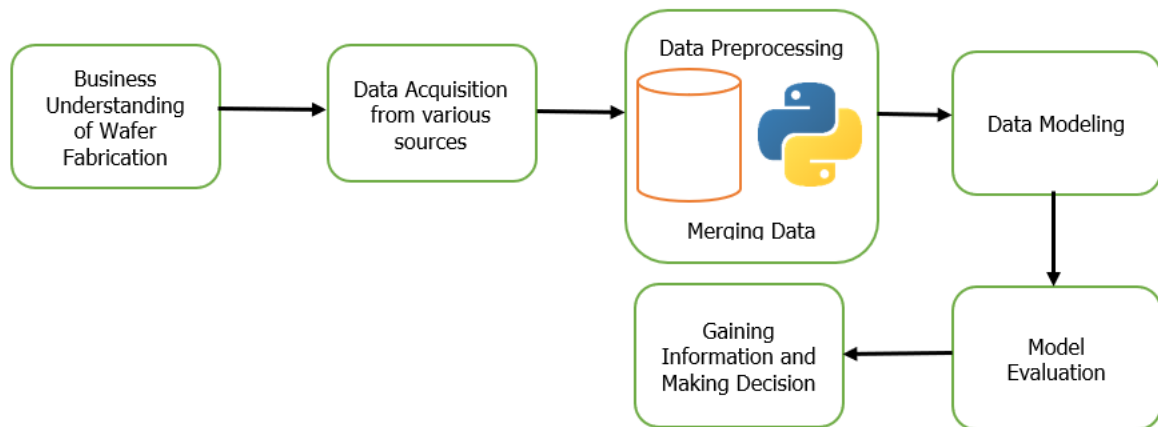 Business
Understanding
of Wafer
Fabrication
Data Acquisition
from various
sources
Data Preprocessing
Merging Data
Data Modeling
Model
Evaluation
Gaining
Information and
Making Decision